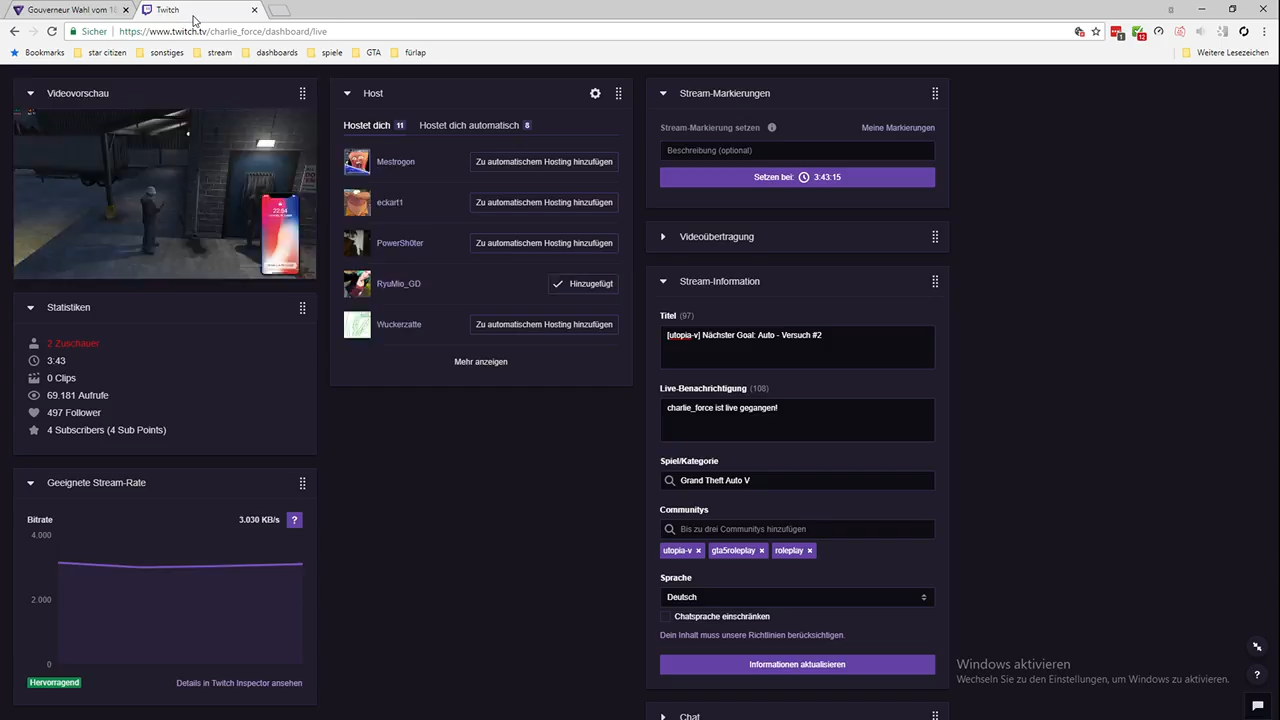 Gouverneur Wahl vom 1
Twitch
Sicher
https://www.twitch.tv/charlie_force/dashboard/live
1
12
Bookmarks
star citizen
sonstiges
stream
dashboards
spiele
GTA
fürlap
Weitere Lesezeichen
Videovorschau
22:54
Statistiken
2 Zuschauer
3:43
0 Clips
69.181 Aufrufe
497 Follower
4 Subscribers (4 Sub Points)
Geeignete Stream-Rate
Bitrate
3.030 KB/s
?
4.000
2.000
0
Hervorragend
Details in Twitch Inspector ansehen
Host
Hostet dich 11
Hostet dich automatisch 8
Mestrogon
Zu automatischem Hosting hinzufügen
eckart1
Zu automatischem Hosting hinzufügen
PowerSh0ter
Zu automatischem Hosting hinzufügen
RyuMio_GD
Hinzugefügt
Wuckerzatte
Zu automatischem Hosting hinzufügen
Mehr anzeigen
Stream-Markierungen
Stream-Markierung setzen
Meine Markierungen
Beschreibung (optional)
Setzen bei: 3:43:15
Videoübertragung
Stream-Information
Titel (97)
[utopia-v] Nächster Goal: Auto - Versuch #2
Live-Benachrichtigung (108)
charlie_force ist live gegangen!
Spiel/Kategorie
Grand Theft Auto V
Communitys
Bis zu drei Communitys hinzufügen
utopia-v ×
gta5roleplay ×
roleplay ×
Sprache
Deutsch
Chatsprache einschränken
Dein Inhalt muss unsere Richtlinien berücksichtigen.
Informationen aktualisieren
Chat
Windows aktivieren
Wechseln Sie zu den Einstellungen, um Windows zu aktivieren.
?